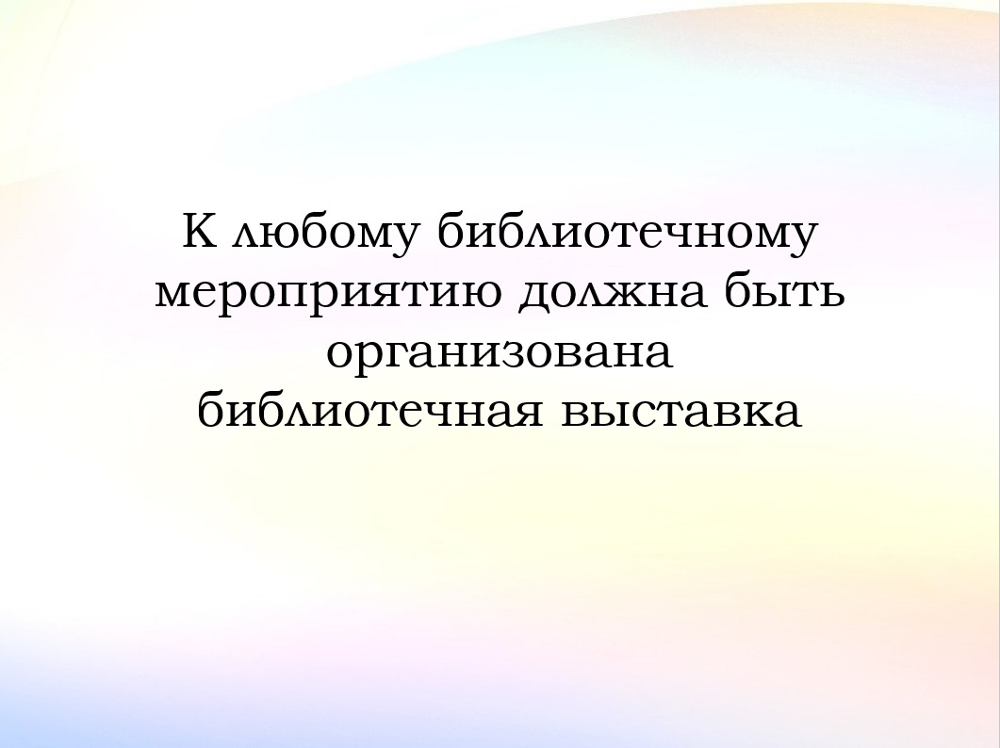 К любому библиотечному
мероприятию должна быть
организована
библиотечная выставка